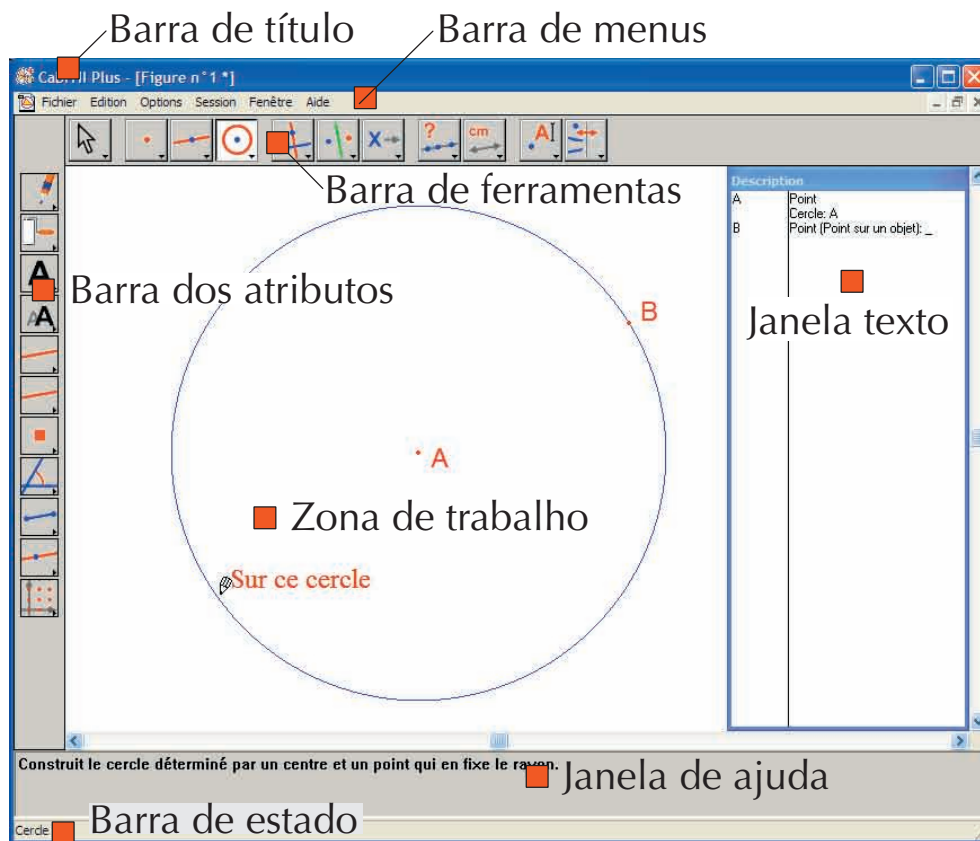 Barra de título
Barra de menus
Cabri II Plus - [Figure n°1 *]
Fichier Edition Options Session Fenêtre Aide
? cm A
X
Barra de ferramentas
Description
A Point
Cercle: A
B Point (Point sur un objet): _
A
Barra dos atributos
AA
B
Janela texto
A
Zona de trabalho
Sur ce cercle
Construit le cercle déterminé par un centre et un point qui en fixe le rayon.
Janela de ajuda
Barra de estado
Cercle